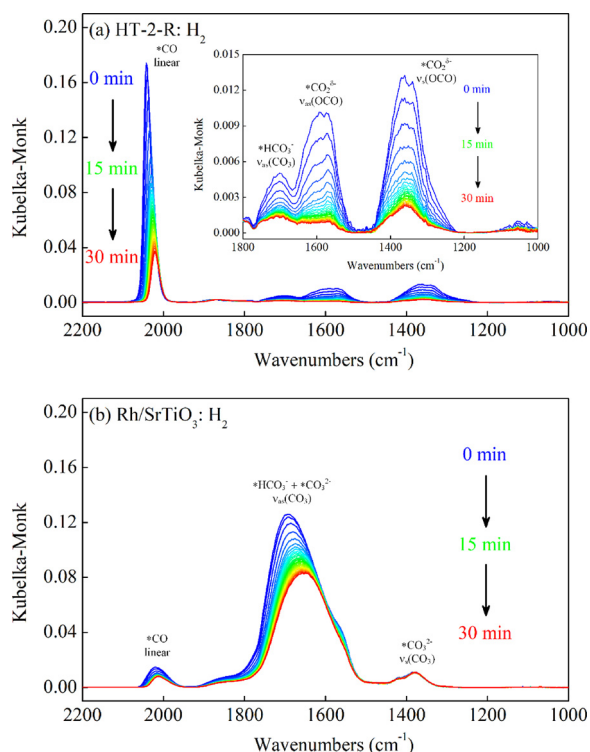 (a) HT-2-R: H₂
*CO
linear
0 min
15 min
30 min
0.20
0.16
0.12
0.08
0.04
0.00
Kubelka-Monk
2200 2000 1800 1600 1400 1200 1000
Wavenumbers (cm⁻¹)
0.015
0.012
0.009
0.006
0.003
0.000
Kubelka-Monk
*HCO₃⁻
νₐₛ(CO₃)
*CO₂^δ-
νₐₛ(OCO)
*CO₂^δ-
νₛ(OCO)
0 min
15 min
30 min
1800 1600 1400 1200 1000
Wavenumbers (cm⁻¹)
(b) Rh/SrTiO₃: H₂
0.20
0.16
0.12
0.08
0.04
0.00
Kubelka-Monk
*HCO₃⁻ + *CO₃²⁻
νₐₛ(CO₃)
0 min
15 min
30 min
*CO
linear
*CO₃²⁻
νₛ(CO₃)
2200 2000 1800 1600 1400 1200 1000
Wavenumbers (cm⁻¹)